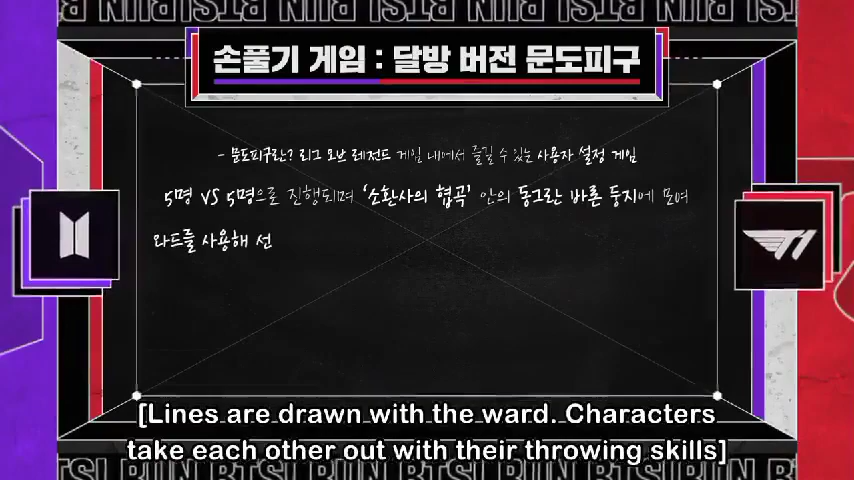 RUN BTS! RUN BTS! RUN BTS!
손풀기 게임 : 달방 버전 문도피구
- 문도피구란? 리그 오브 레전드 게임 내에서 즐길 수 있는 사용자 설정 게임
5명 VS 5명으로 진행되며 '소환사의 협곡' 안의 동그란 바론 둥지에 모여
와드를 사용해 선
T1
[Lines are drawn with the ward. Characters
take each other out with their throwing skills]